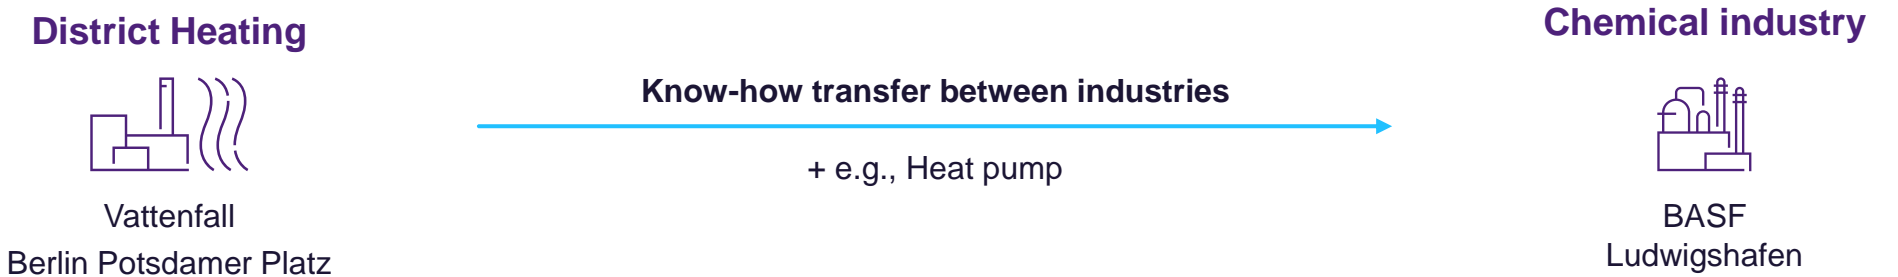 District Heating
Vattenfall
Berlin Potsdamer Platz
Know-how transfer between industries
+ e.g., Heat pump
Chemical industry
BASF
Ludwigshafen